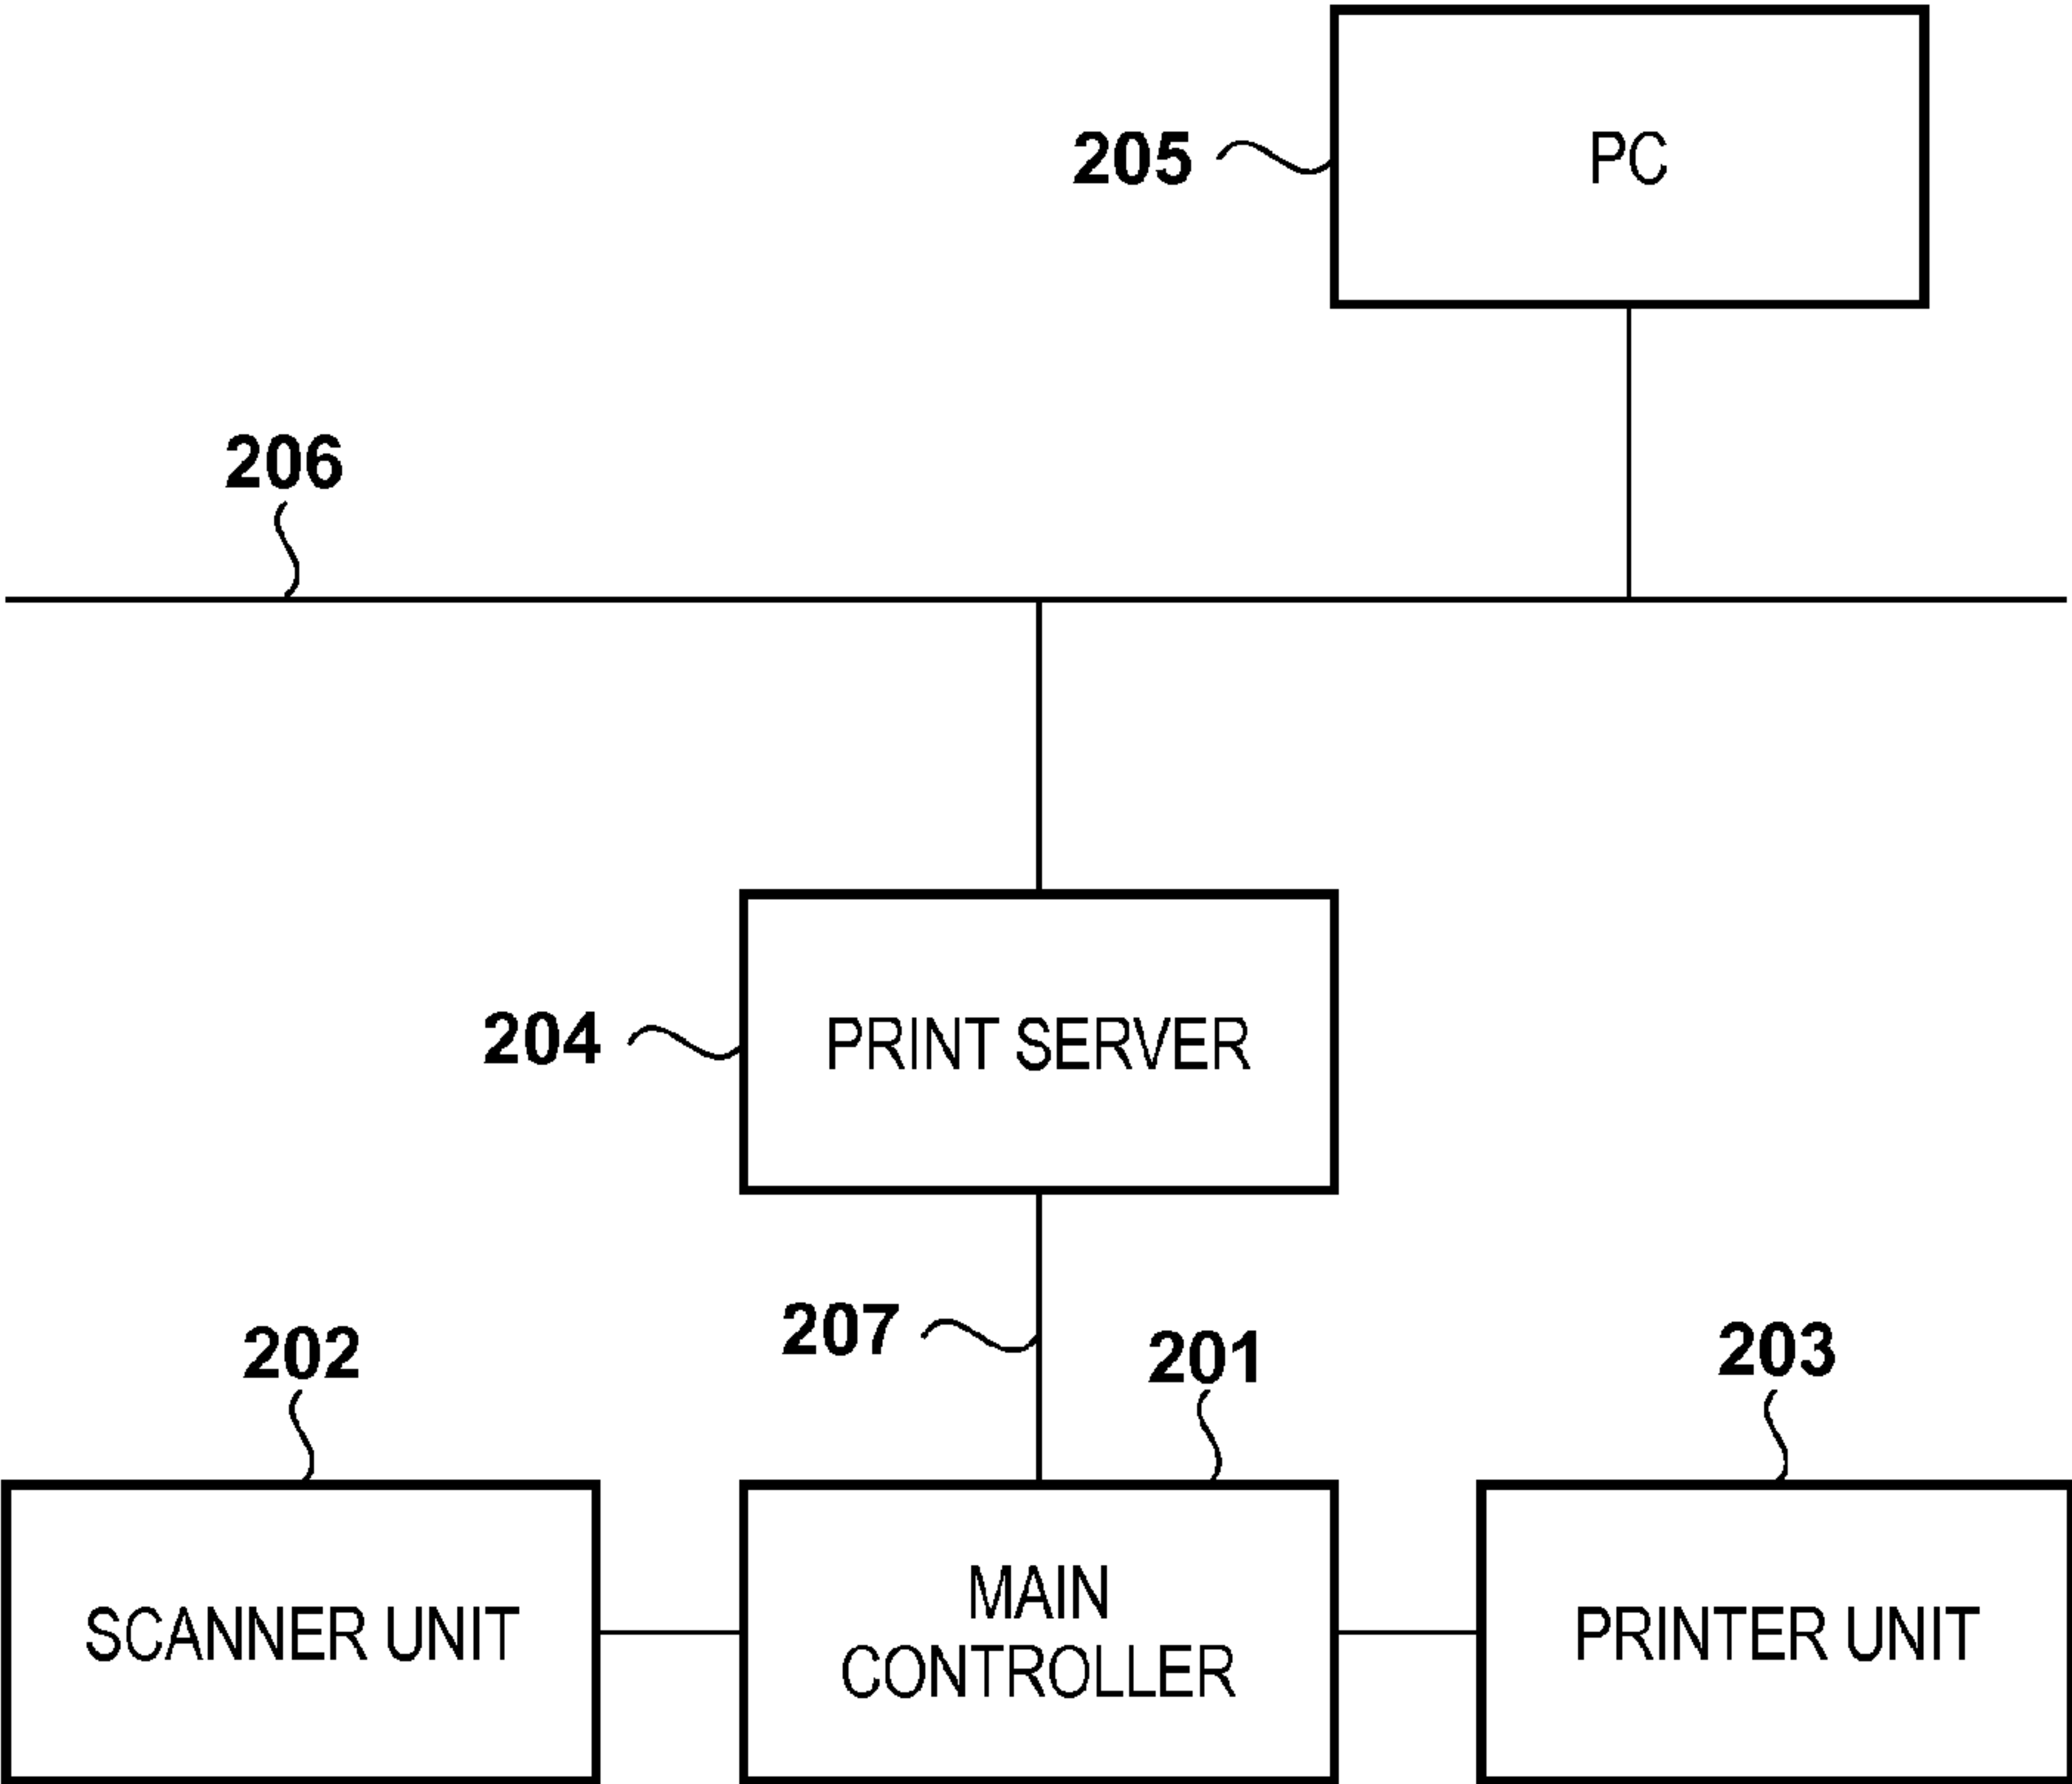 205
PC
206
204
PRINT SERVER
207
202
201
203
SCANNER UNIT
MAIN
CONTROLLER
PRINTER UNIT